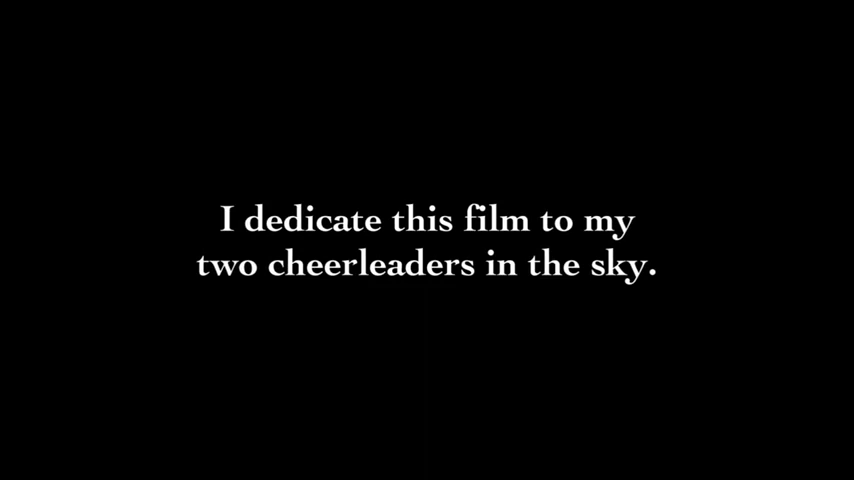 I dedicate this film to my
two cheerleaders in the sky.